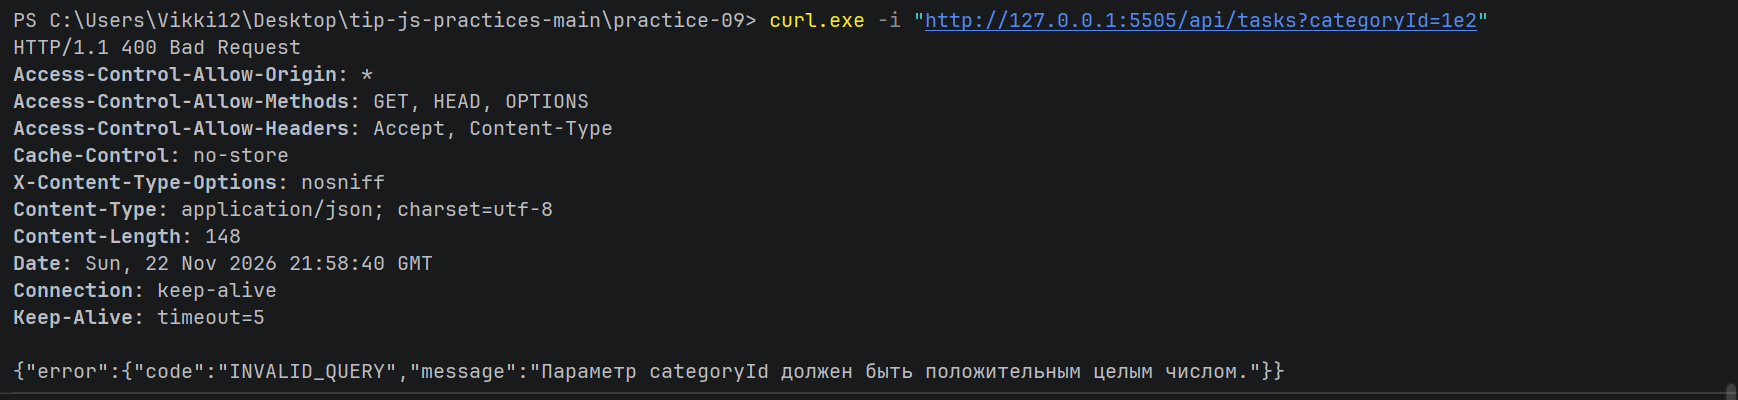 PS C:\Users\Vikki12\Desktop\tip-js-practices-main\practice-09> curl.exe -i "http://127.0.0.1:5505/api/tasks?categoryId=1e2"
HTTP/1.1 400 Bad Request
Access-Control-Allow-Origin: *
Access-Control-Allow-Methods: GET, HEAD, OPTIONS
Access-Control-Allow-Headers: Accept, Content-Type
Cache-Control: no-store
X-Content-Type-Options: nosniff
Content-Type: application/json; charset=utf-8
Content-Length: 148
Date: Sun, 22 Nov 2026 21:58:40 GMT
Connection: keep-alive
Keep-Alive: timeout=5
{"error":{"code":"INVALID_QUERY","message":"Параметр categoryId должен быть положительным целым числом."}}